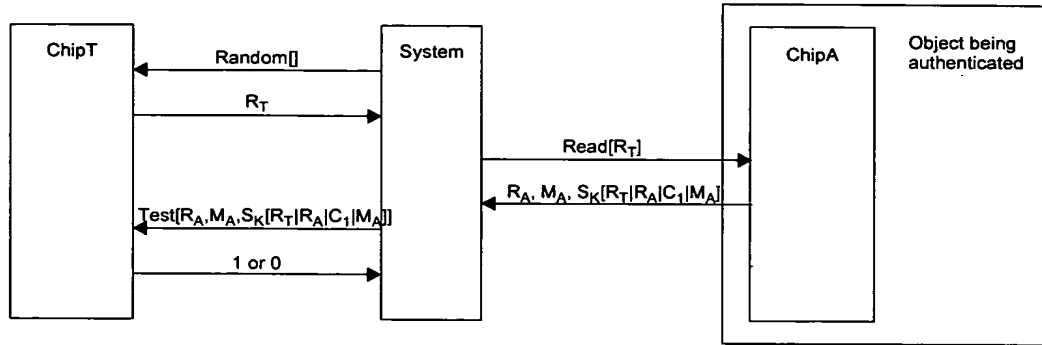 ChipT
System
ChipA
Object being
authenticated
Random[]
R_T
Read[R_T]
R_A, M_A, S_K[R_T|R_A|C_1|M_A]
Test[R_A,M_A,S_K[R_T|R_A|C_1|M_A]]
1 or 0